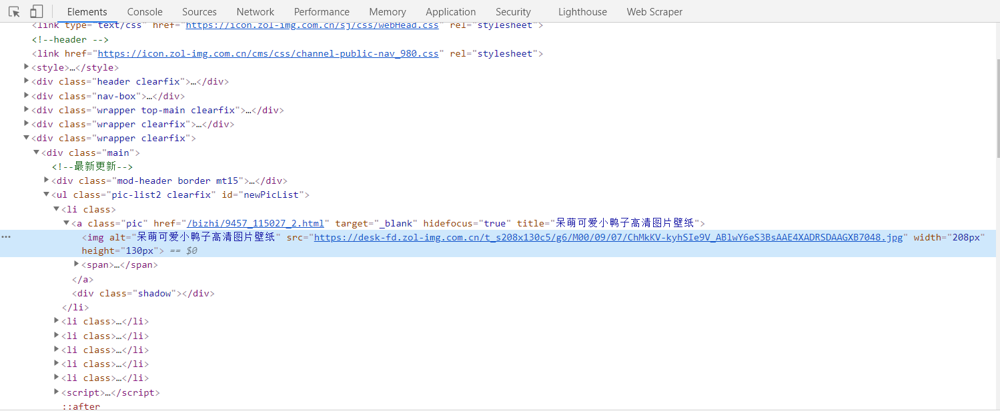 Elements Console Sources Network Performance Memory Application Security Lighthouse Web Scraper
<link type="text/css" href="https://icon.zol-img.com.cn/sj/css/webHead.css" rel="stylesheet">
<!--header -->
<link href="https://icon.zol-img.com.cn/cms/css/channel-public-nav_980.css" rel="stylesheet">
<style>…</style>
<div class="header clearfix">…</div>
<div class="nav-box">…</div>
<div class="wrapper top-main clearfix">…</div>
<div class="wrapper clearfix">…</div>
<div class="wrapper clearfix">
<div class="main">
<!--最新更新-->
<div class="mod-header border mt15">…</div>
<ul class="pic-list2 clearfix" id="newPicList">
<li class>
<a class="pic" href="/bizhi/9457_115027_2.html" target="_blank" hidefocus="true" title="呆萌可爱小鸭子高清图片壁纸">
<img alt="呆萌可爱小鸭子高清图片壁纸" src="https://desk-fd.zol-img.com.cn/t_s208x130c5/g6/M00/09/07/ChMkKV-kyhSIe9V_ABlwY6eS3BsAAE4XADRSDAAGXB7048.jpg" width="208px"
height="130px"> == $0
<span>…</span>
</a>
<div class="shadow"></div>
</li>
<li class>…</li>
<li class>…</li>
<li class>…</li>
<li class>…</li>
<li class>…</li>
<script>…</script>
::after